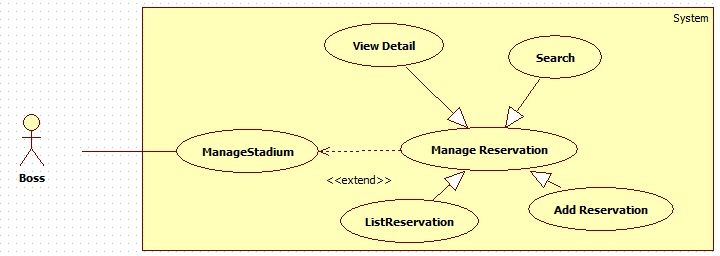 System
View Detail
Search
ManageStadium
Manage Reservation
Boss
<<extend>>
ListReservation
Add Reservation